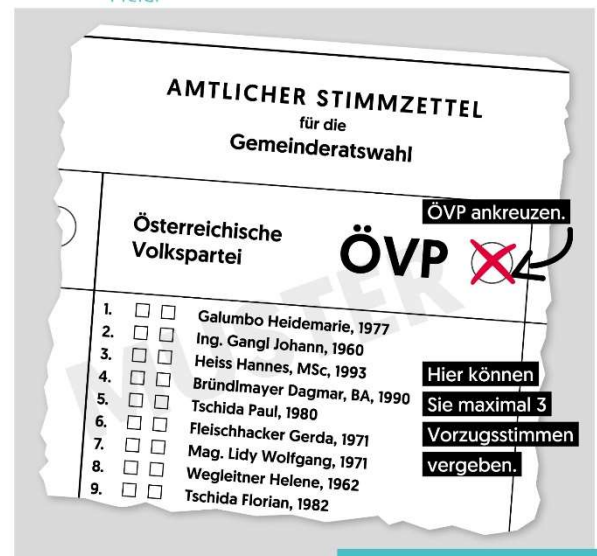 AMTLICHER STIMMZETTEL
für die
Gemeinderatswahl
Österreichische
Volkspartei
ÖVP
ÖVP ankreuzen.
1. Galumbo Heidemarie, 1977
2. Ing. Gangl Johann, 1960
3. Heiss Hannes, MSc, 1993
4. Bründlmayer Dagmar, BA, 1990
5. Tschida Paul, 1980
6. Fleischhacker Gerda, 1971
7. Mag. Lidy Wolfgang, 1971
8. Wegleitner Helene, 1962
9. Tschida Florian, 1982
Hier können
Sie maximal 3
Vorzugsstimmen
vergeben.
MUSTER